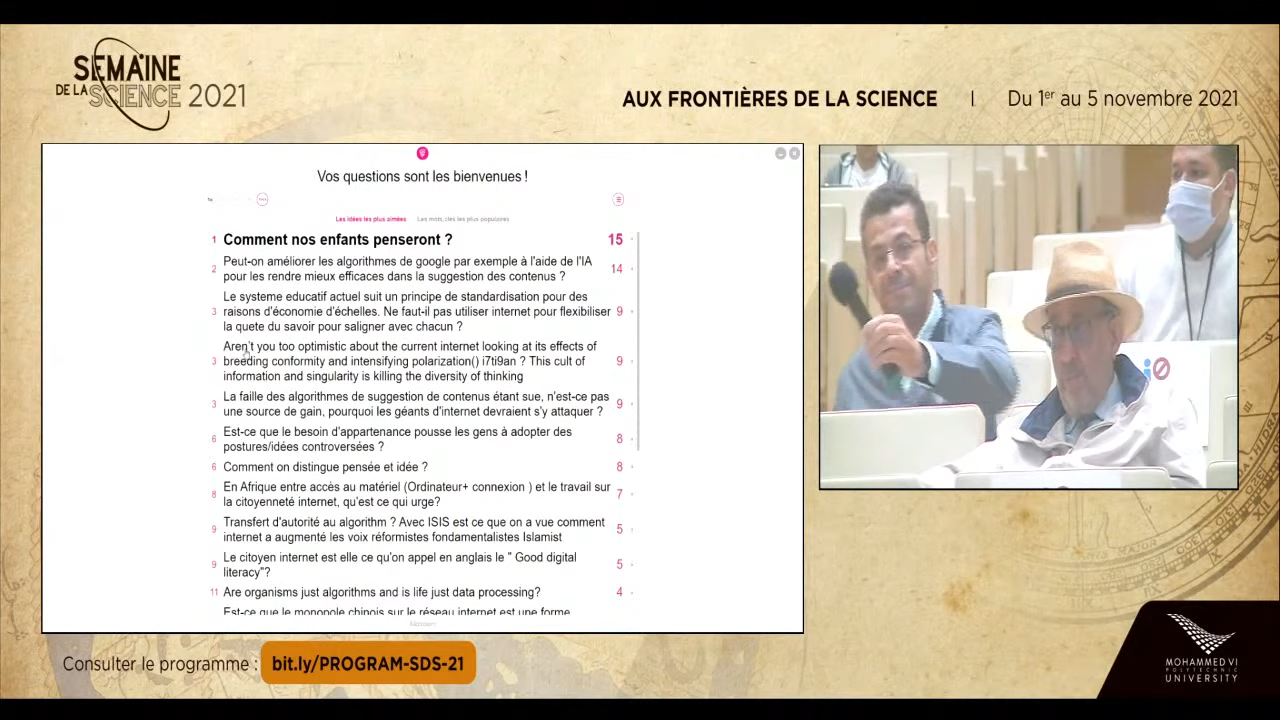 SEMAINE
DE LA SCIENCE 2021
AUX FRONTIÈRES DE LA SCIENCE | Du 1er au 5 novembre 2021
Vos questions sont les bienvenues !
Les idées les plus aimées Les mots, clés les plus populaires
1 Comment nos enfants penseront ? 15
2 Peut-on améliorer les algorithmes de google par exemple à l'aide de l'IA
pour les rendre mieux efficaces dans la suggestion des contenus ? 14
Le systeme educatif actuel suit un principe de standardisation pour des
3 raisons d'économie d'échelles. Ne faut-il pas utiliser internet pour flexibiliser 9
la quete du savoir pour saligner avec chacun ?
Aren't you too optimistic about the current internet looking at its effects of
3 breeding conformity and intensifying polarization() i7ti9an ? This cult of 9
information and singularity is killing the diversity of thinking
3 La faille des algorithmes de suggestion de contenus étant sue, n'est-ce pas
une source de gain, pourquoi les géants d'internet devraient s'y attaquer ? 9
6 Est-ce que le besoin d'appartenance pousse les gens à adopter des
postures/idées controversées ? 8
6 Comment on distingue pensée et idée ? 8
8 En Afrique entre accès au matériel (Ordinateur+ connexion ) et le travail sur
la citoyenneté internet, qu'est ce qui urge? 7
9 Transfert d'autorité au algorithm ? Avec ISIS est ce que on a vue comment
internet a augmenté les voix réformistes fondamentalistes Islamist 5
9 Le citoyen internet est elle ce qu'on appel en anglais le " Good digital
literacy"? 5
11 Are organisms just algorithms and is life just data processing? 4
Est-ce que le monopole chinois sur le réseau internet est une forme
Consulter le programme : bit.ly/PROGRAM-SDS-21
MOHAMMED VI
POLYTECHNIC
UNIVERSITY